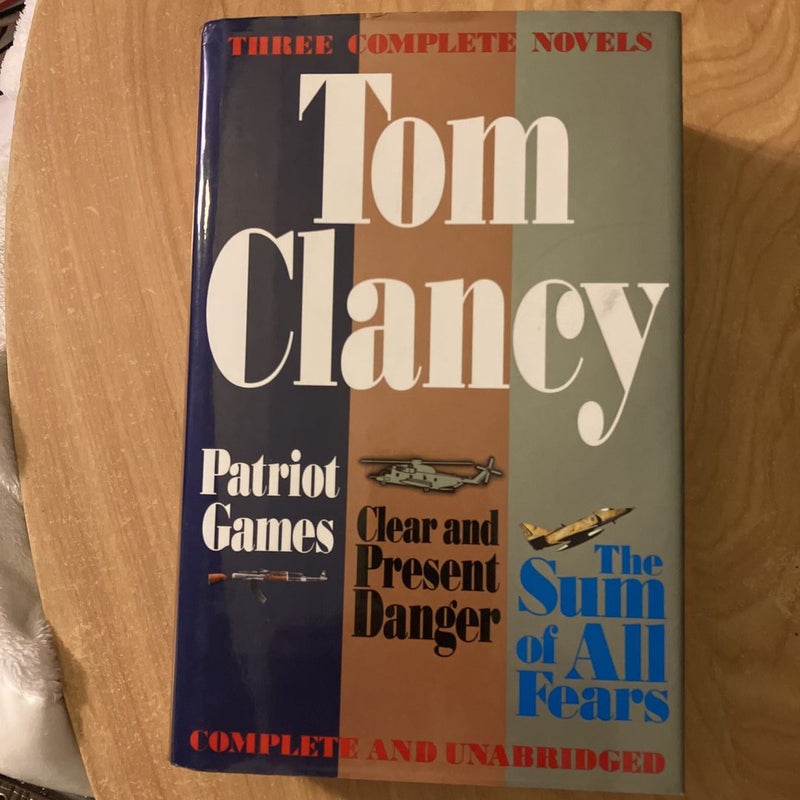 THREE COMPLETE NOVELS
Tom
Clancy
Patriot
Games
Clear and
Present
Danger
The
Sum
of All
Fears
COMPLETE AND UNABRIDGED